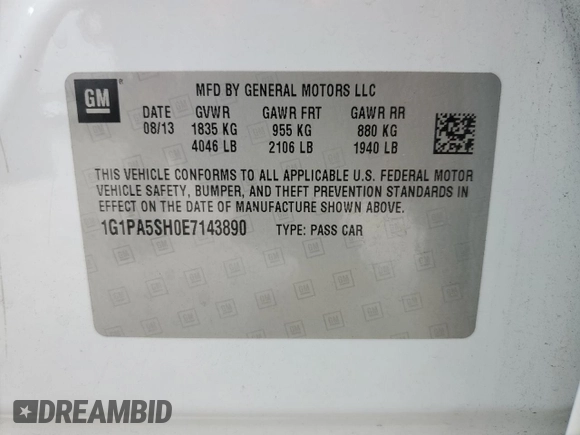 GM
MFD BY GENERAL MOTORS LLC
DATE GVWR GAWR FRT GAWR RR
08/13 1835 KG 955 KG 880 KG
4046 LB 2106 LB 1940 LB
THIS VEHICLE CONFORMS TO ALL APPLICABLE U.S. FEDERAL MOTOR
VEHICLE SAFETY, BUMPER, AND THEFT PREVENTION STANDARDS IN
EFFECT ON THE DATE OF MANUFACTURE SHOWN ABOVE.
1G1PA5SH0E7143890 TYPE: PASS CAR
DREAMBID